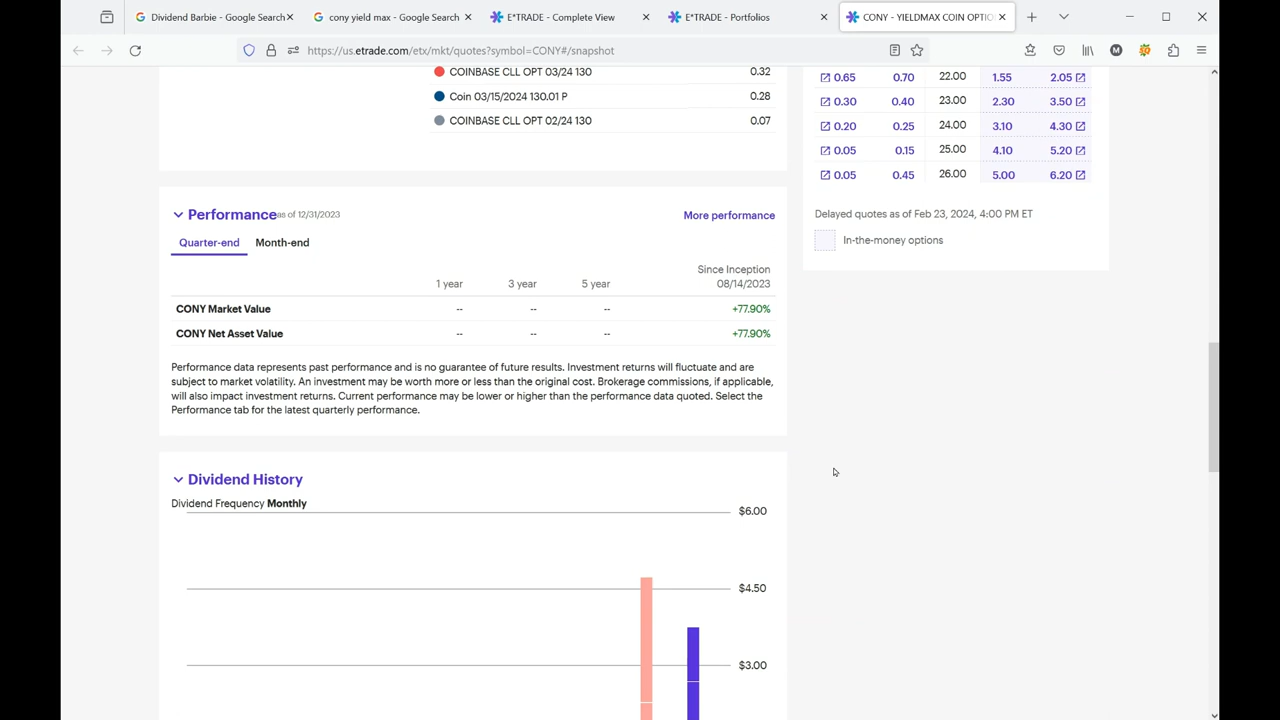 Dividend Barbie - Google Search
cony yield max - Google Search
E*TRADE - Complete View
E*TRADE - Portfolios
CONY - YIELDMAX COIN OPTIO
https://us.etrade.com/etx/mkt/quotes?symbol=CONY#/snapshot
COINBASE CLL OPT 03/24 130 0.32
Coin 03/15/2024 130.01 P 0.28
COINBASE CLL OPT 02/24 130 0.07
0.65 0.70 22.00 1.55 2.05
0.30 0.40 23.00 2.30 3.50
0.20 0.25 24.00 3.10 4.30
0.05 0.15 25.00 4.10 5.20
0.05 0.45 26.00 5.00 6.20
Delayed quotes as of Feb 23, 2024, 4:00 PM ET
In-the-money options
Performance as of 12/31/2023
More performance
Quarter-end Month-end
Since Inception
1 year 3 year 5 year 08/14/2023
CONY Market Value -- -- -- +77.90%
CONY Net Asset Value -- -- -- +77.90%
Performance data represents past performance and is no guarantee of future results. Investment returns will fluctuate and are
subject to market volatility. An investment may be worth more or less than the original cost. Brokerage commissions, if applicable,
will also impact investment returns. Current performance may be lower or higher than the performance data quoted. Select the
Performance tab for the latest quarterly performance.
Dividend History
Dividend Frequency Monthly
$6.00
$4.50
$3.00